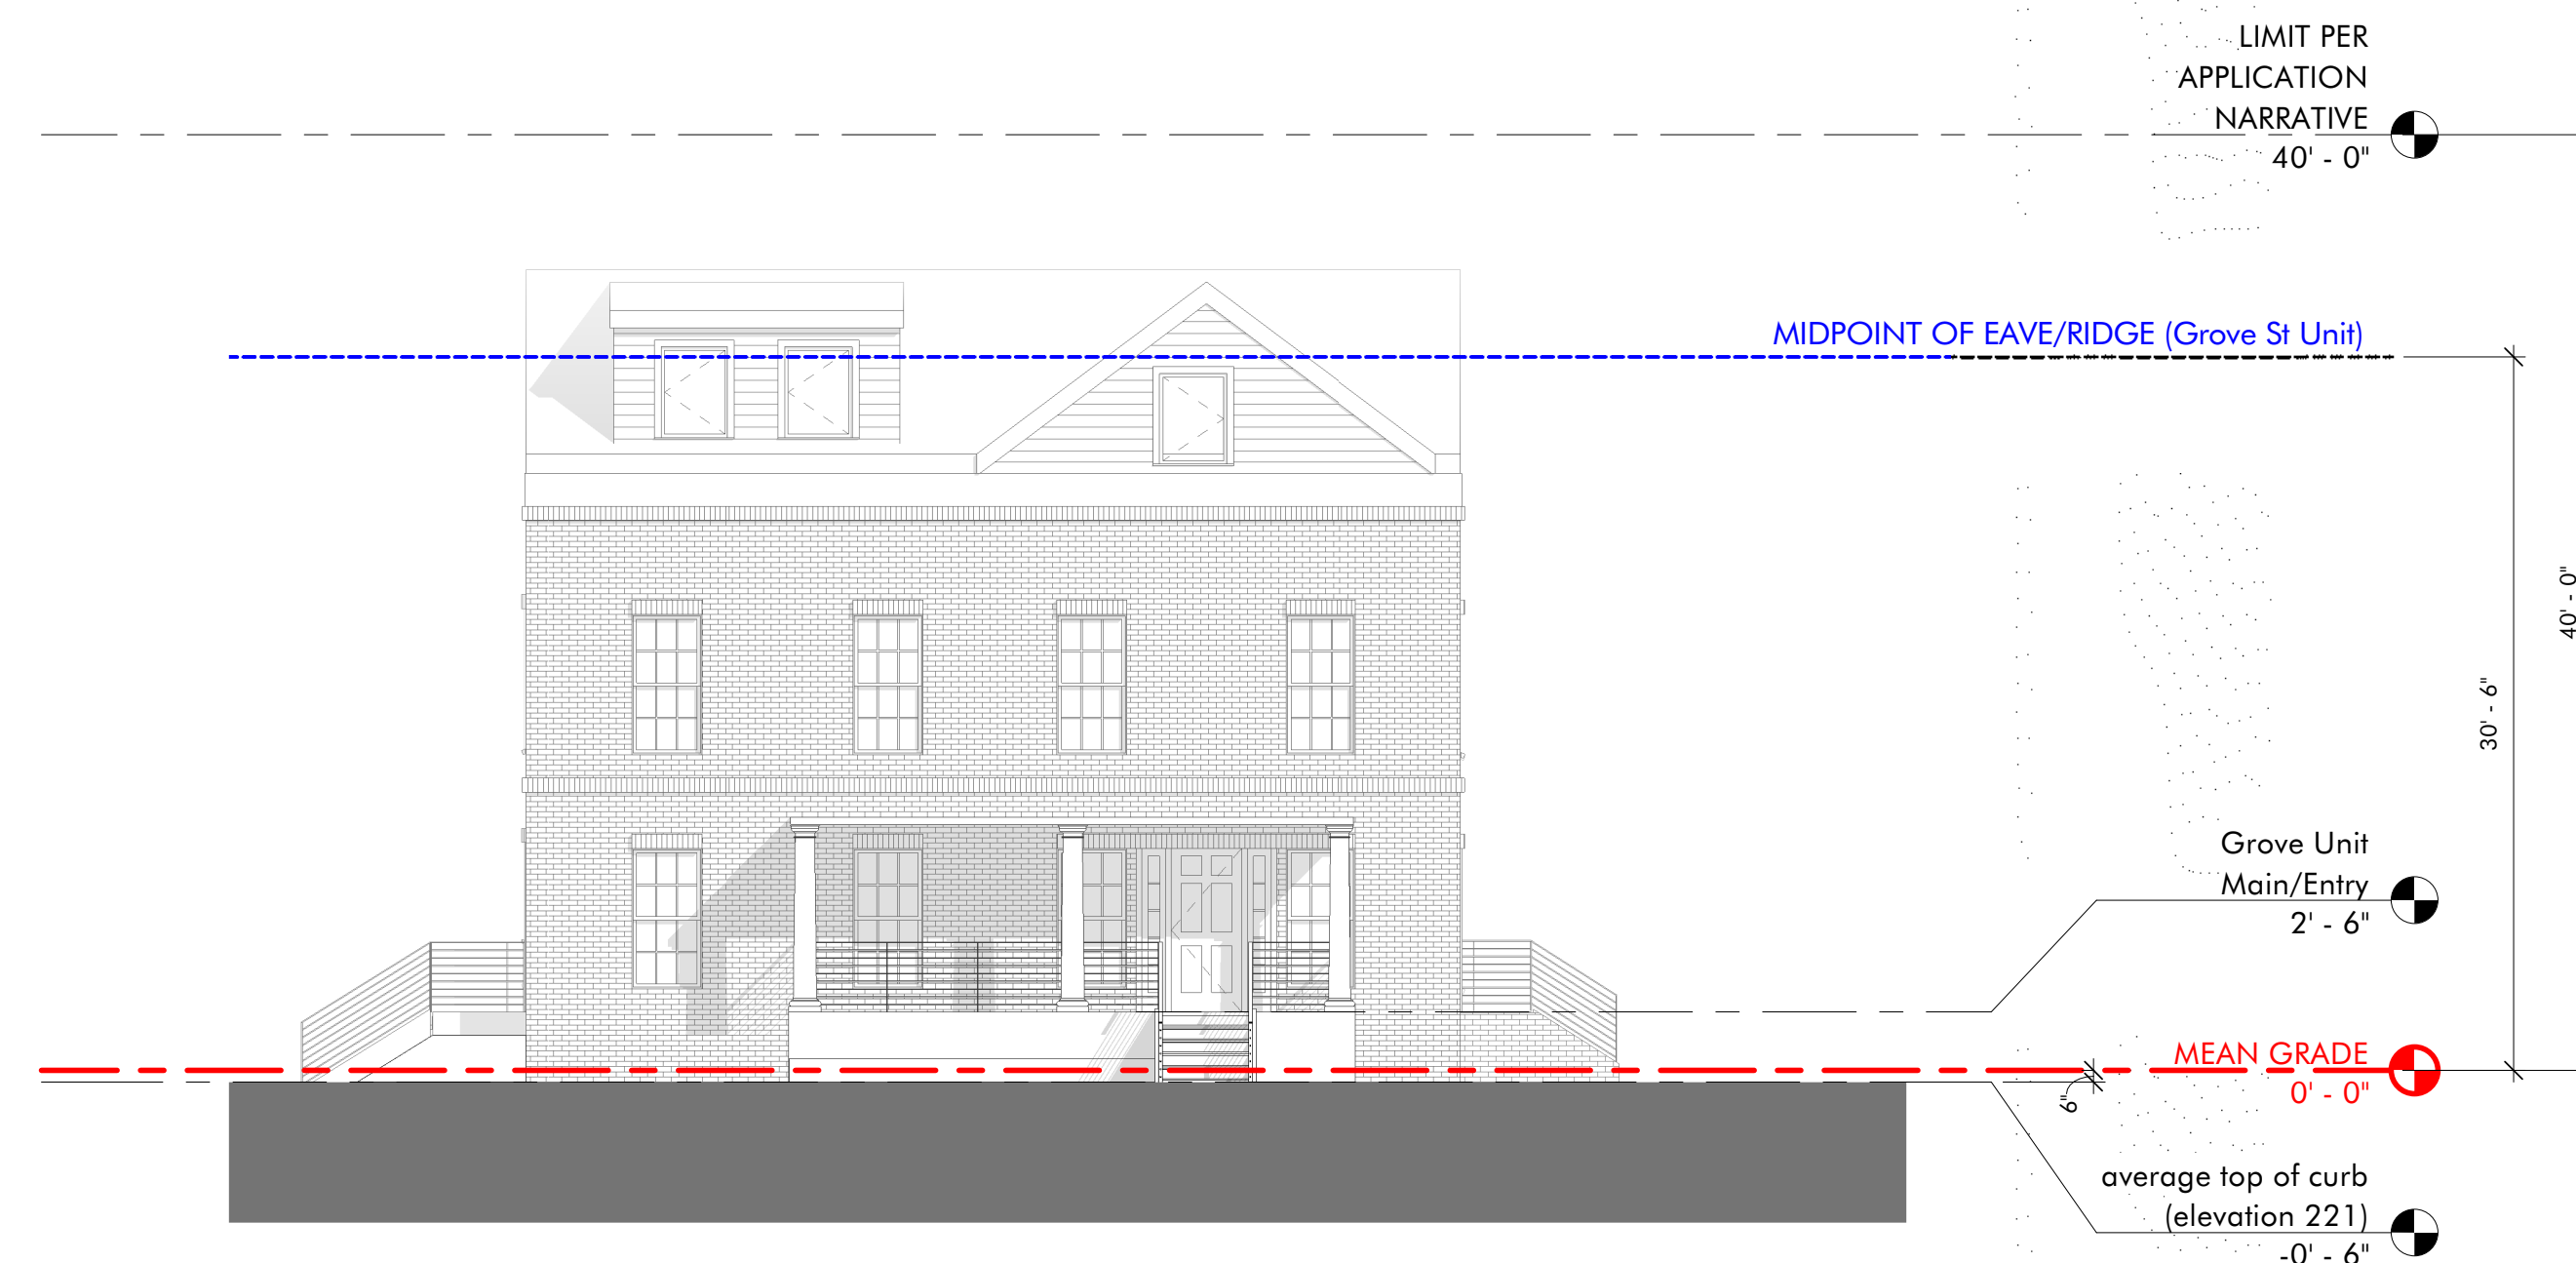 LIMIT PER
APPLICATION
NARRATIVE
40' - 0"
MIDPOINT OF EAVE/RIDGE (Grove St Unit)
40' - 0"
30' - 6"
Grove Unit
Main/Entry
2' - 6"
MEAN GRADE
0' - 0"
6"
average top of curb
(elevation 221)
-0' - 6"